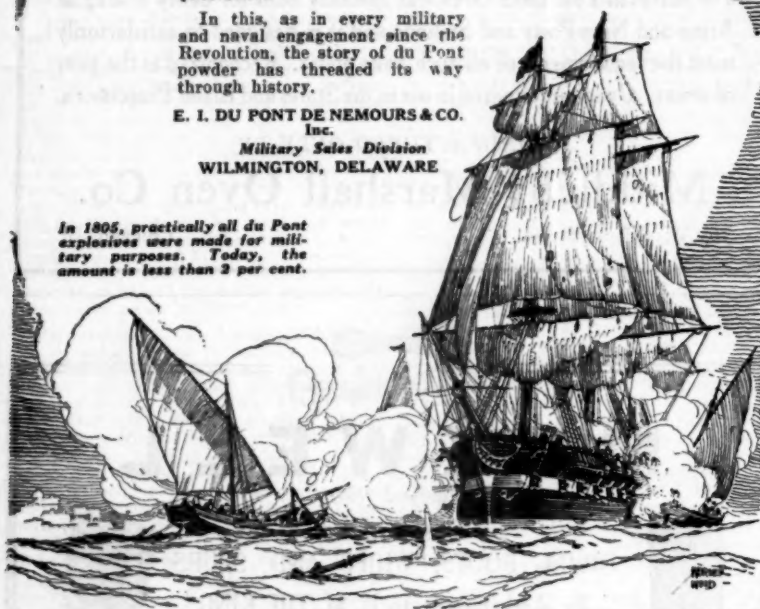 In this, as in every military
and naval engagement since the
Revolution, the story of du Pont
powder has threaded its way
through history.
E. I. DU PONT DE NEMOURS & CO.
Inc.
Military Sales Division
WILMINGTON, DELAWARE
In 1805, practically all du Pont
explosives were made for mili-
tary purposes. Today, the
amount is less than 2 per cent.